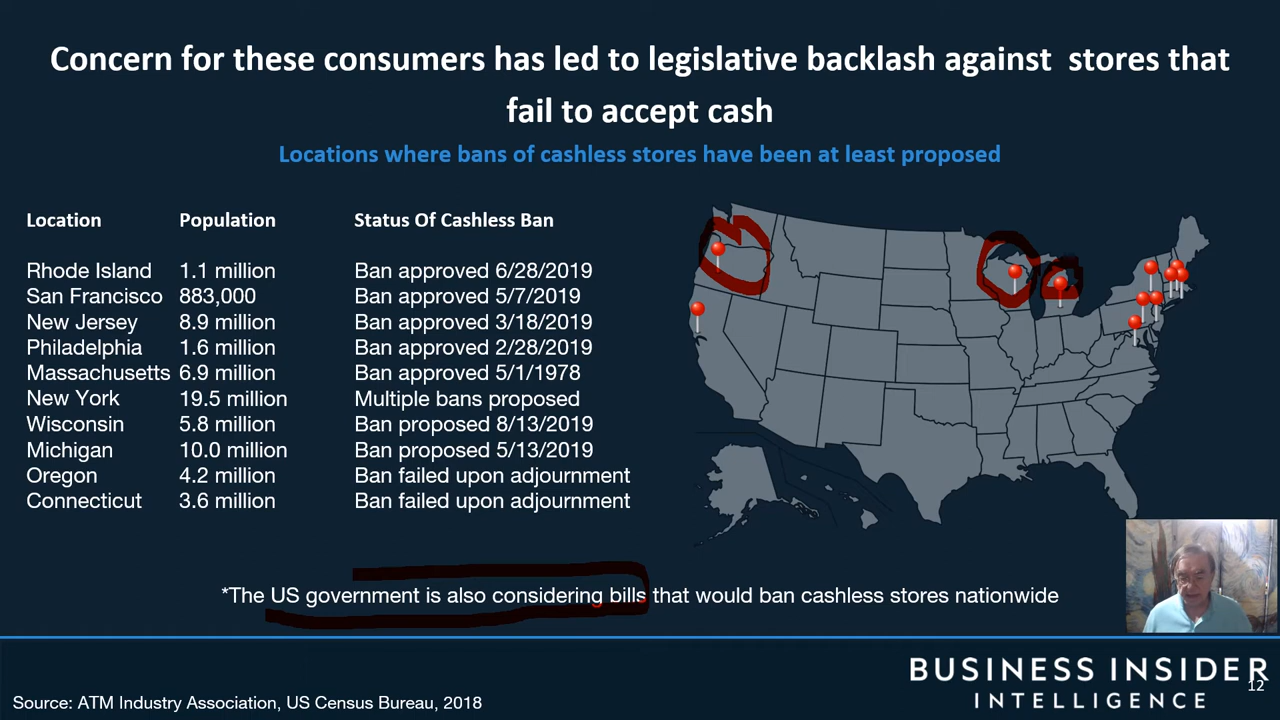 Concern for these consumers has led to legislative backlash against stores that
fail to accept cash
Locations where bans of cashless stores have been at least proposed
Location Population Status Of Cashless Ban
Rhode Island 1.1 million Ban approved 6/28/2019
San Francisco 883,000 Ban approved 5/7/2019
New Jersey 8.9 million Ban approved 3/18/2019
Philadelphia 1.6 million Ban approved 2/28/2019
Massachusetts 6.9 million Ban approved 5/1/1978
New York 19.5 million Multiple bans proposed
Wisconsin 5.8 million Ban proposed 8/13/2019
Michigan 10.0 million Ban proposed 5/13/2019
Oregon 4.2 million Ban failed upon adjournment
Connecticut 3.6 million Ban failed upon adjournment
*The US government is also considering bills that would ban cashless stores nationwide
BUSINESS INSIDER
12
INTELLIGENCE
Source: ATM Industry Association, US Census Bureau, 2018